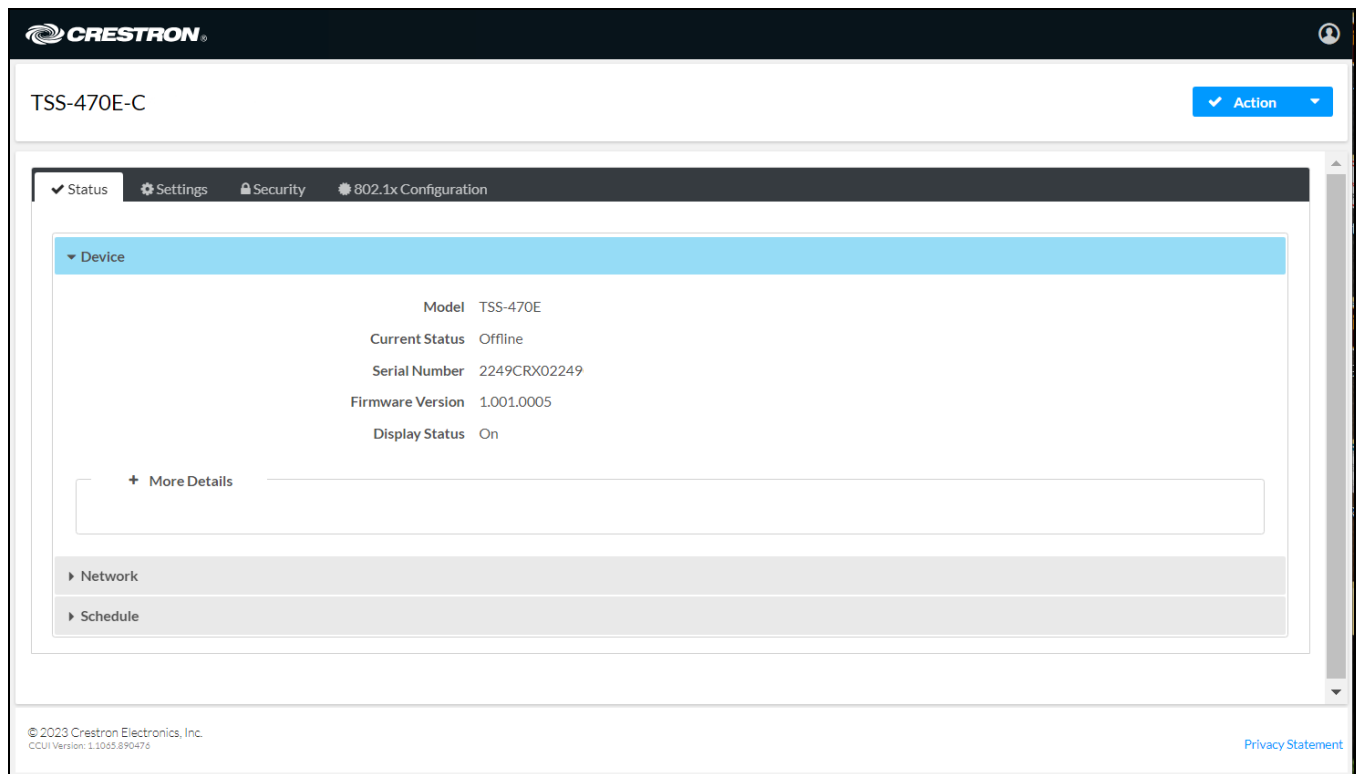 CRESTRON®
TSS-470E-C
Action
Status Settings Security 802.1x Configuration
Device
Model TSS-470E
Current Status Offline
Serial Number 2249CRX02249
Firmware Version 1.001.0005
Display Status On
+ More Details
Network
Schedule
© 2023 Crestron Electronics, Inc.
CCUI Version: 1.1065.890476
Privacy Statement